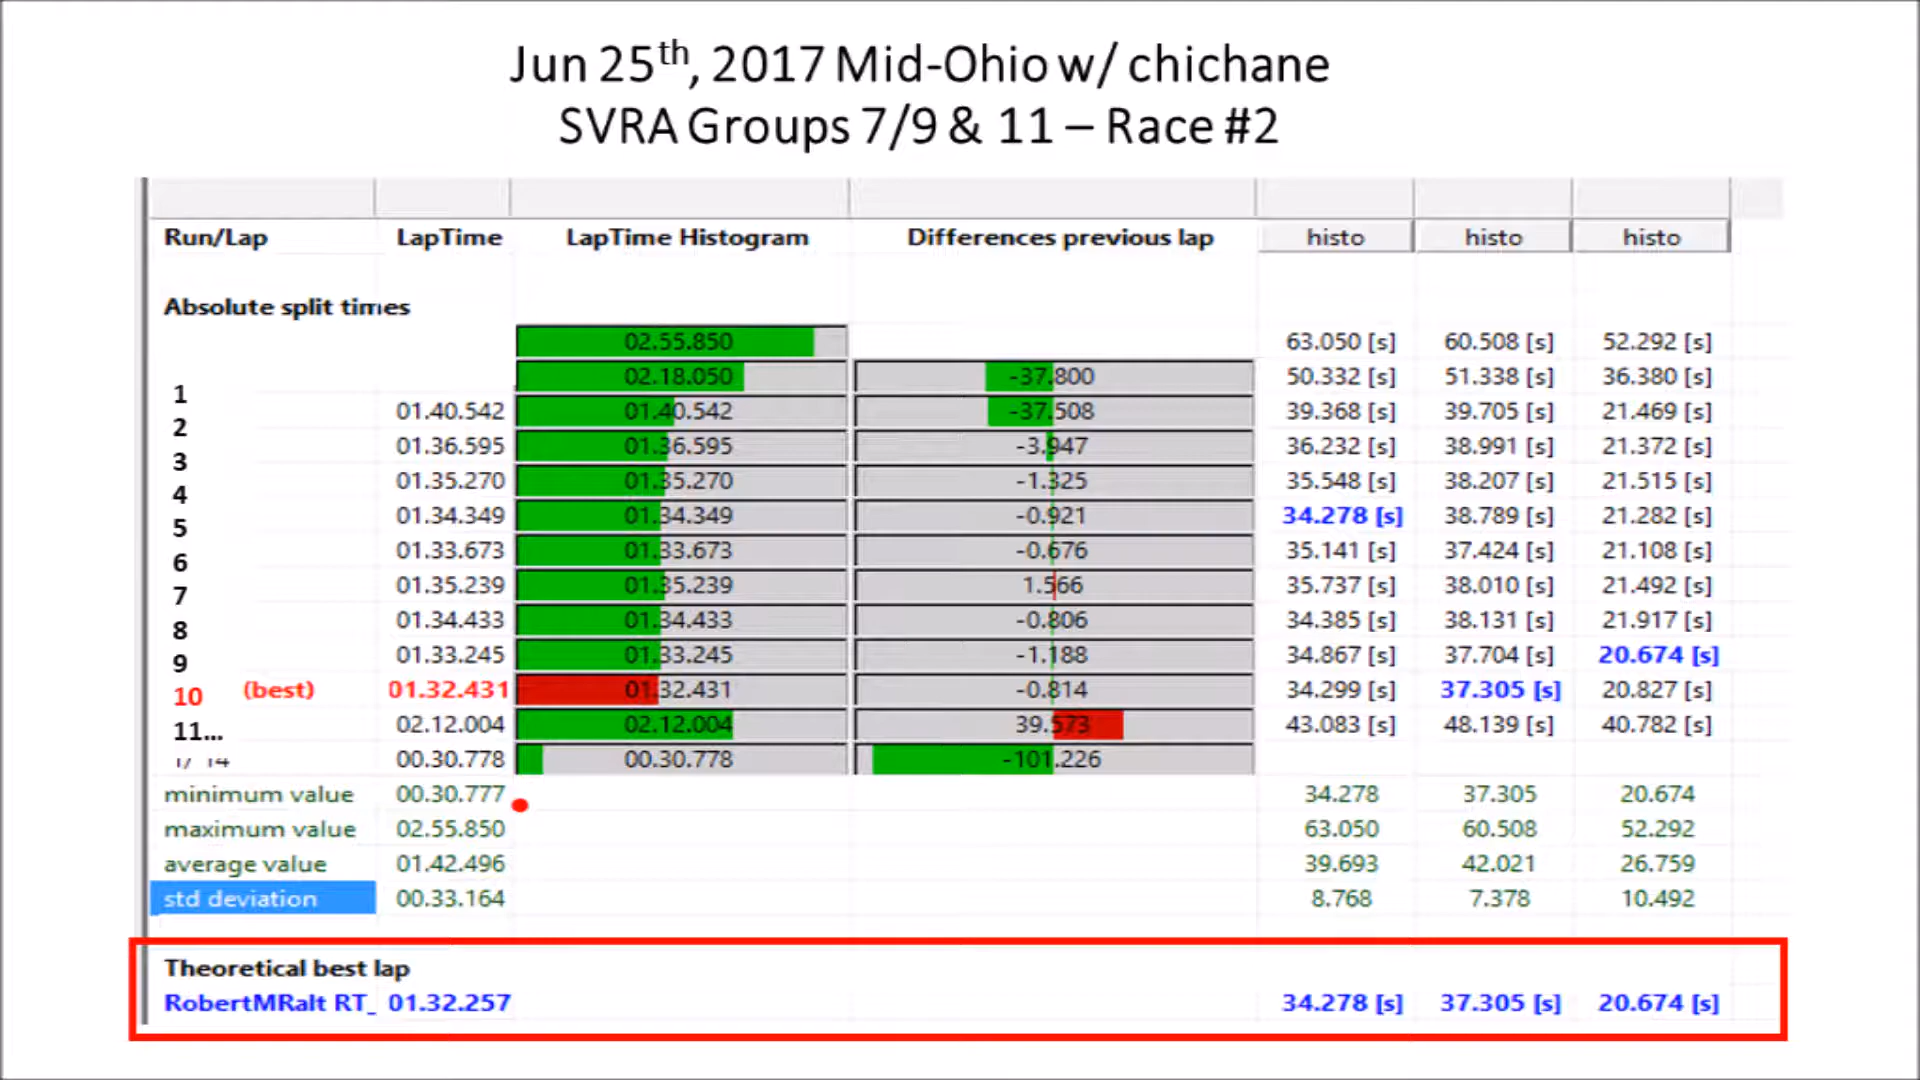 Jun 25th, 2017 Mid-Ohio w/ chichane
SVRA Groups 7/9 & 11 – Race #2
Run/Lap LapTime LapTime Histogram Differences previous lap histo histo histo
Absolute split times
02.55.850 63.050 [s] 60.508 [s] 52.292 [s]
02.18.050 -37.800 50.332 [s] 51.338 [s] 36.380 [s]
1
01.40.542 01.40.542 -37.508 39.368 [s] 39.705 [s] 21.469 [s]
2
01.36.595 01.36.595 -3.947 36.232 [s] 38.991 [s] 21.372 [s]
3
01.35.270 01.35.270 -1.325 35.548 [s] 38.207 [s] 21.515 [s]
4
01.34.349 01.34.349 -0.921 34.278 [s] 38.789 [s] 21.282 [s]
5
01.33.673 01.33.673 -0.676 35.141 [s] 37.424 [s] 21.108 [s]
6
01.35.239 01.35.239 1.566 35.737 [s] 38.010 [s] 21.492 [s]
7
01.34.433 01.34.433 -0.806 34.385 [s] 38.131 [s] 21.917 [s]
8
01.33.245 01.33.245 -1.188 34.867 [s] 37.704 [s] 20.674 [s]
9
10 (best) 01.32.431 01.32.431 -0.814 34.299 [s] 37.305 [s] 20.827 [s]
11... 02.12.004 02.12.004 39.573 43.083 [s] 48.139 [s] 40.782 [s]
00.30.778 00.30.778 -101.226
minimum value 00.30.777 34.278 37.305 20.674
maximum value 02.55.850 63.050 60.508 52.292
average value 01.42.496 39.693 42.021 26.759
std deviation 00.33.164 8.768 7.378 10.492
Theoretical best lap
RobertMRalt RT_ 01.32.257 34.278 [s] 37.305 [s] 20.674 [s]